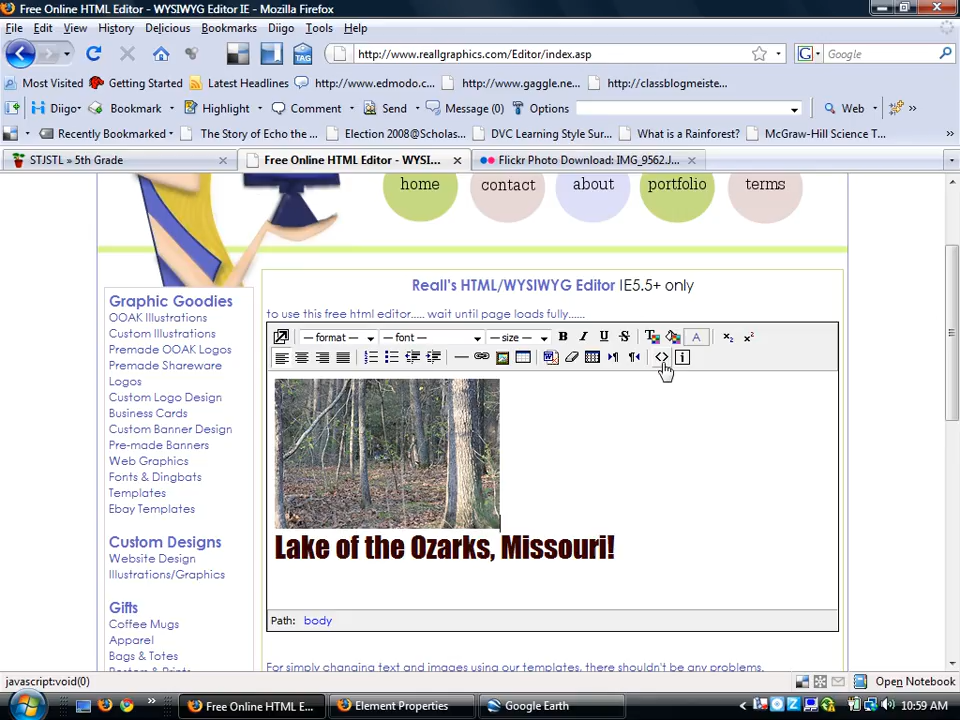 Free Online HTML Editor - WYSIWYG Editor IE - Mozilla Firefox
File Edit View History Delicious Diigo Tools Help
TAG http://www.reallgraphics.com/Editor/index.asp G Google
Most Visited Getting Started Latest Headlines http://www.edmodo.c... http://www.gaggle.ne... http://classblogmeiste...
Diigo Bookmark Highlight Comment Send Message (0) Options Web »
Recently Bookmarked The Story of Echo the ... Election 2008@Scholas... DVC Learning Style Sur... What is a Rainforest? McGraw-Hill Science T... »
STJSTL » 5th Grade Free Online HTML Editor - WYSI... Flickr Photo Download: IMG_9562.J...
home contact about portfolio terms
Reall's HTML/WYSIWYG Editor IE5.5+ only
to use this free html editor..... wait until page loads fully......
— format — — font — — size — B I U S T A x₂ x²
<> i
Lake of the Ozarks, Missouri!
Path: body
For simply changing text and images using our templates, there shouldn't be any problems.
Graphic Goodies
OOAK Illustrations
Custom Illustrations
Premade OOAK Logos
Premade Shareware
Logos
Custom Logo Design
Business Cards
Custom Banner Design
Pre-made Banners
Web Graphics
Fonts & Dingbats
Templates
Ebay Templates
Custom Designs
Website Design
Illustrations/Graphics
Gifts
Coffee Mugs
Apparel
Bags & Totes
javascript:void(0) Open Notebook
Free Online HTML E... Element Properties Google Earth 10:59 AM